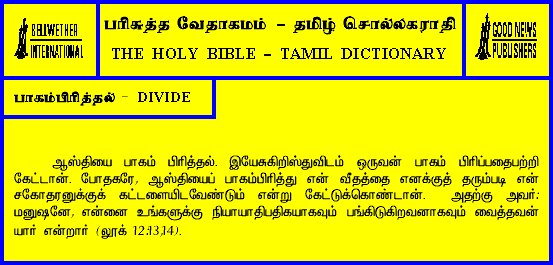 BELLWETHER
INTERNATIONAL
பரிசுத்த வேதாகமம் - தமிழ் சொல்லகராதி
THE HOLY BIBLE - TAMIL DICTIONARY
GOOD NEWS
PUBLISHERS
பாகம்பிரித்தல் - DIVIDE
ஆஸ்தியை பாகம் பிரித்தல். இயேசுகிறிஸ்துவிடம் ஒருவன் பாகம் பிரிப்பதைபற்றி
கேட்டான். போதகரே, ஆஸ்தியைப் பாகம்பிரித்து என் வீதத்தை எனக்குத் தரும்படி என்
சகோதரனுக்குக் கட்டளையிடவேண்டும் என்று கேட்டுக்கொண்டான். அதற்கு அவர்:
மனுஷனே, என்னை உங்களுக்கு நியாயாதிபதியாகவும் பங்கிடுகிறவனாகவும் வைத்தவன்
யார் என்றார் (லூக் 12:13,14).